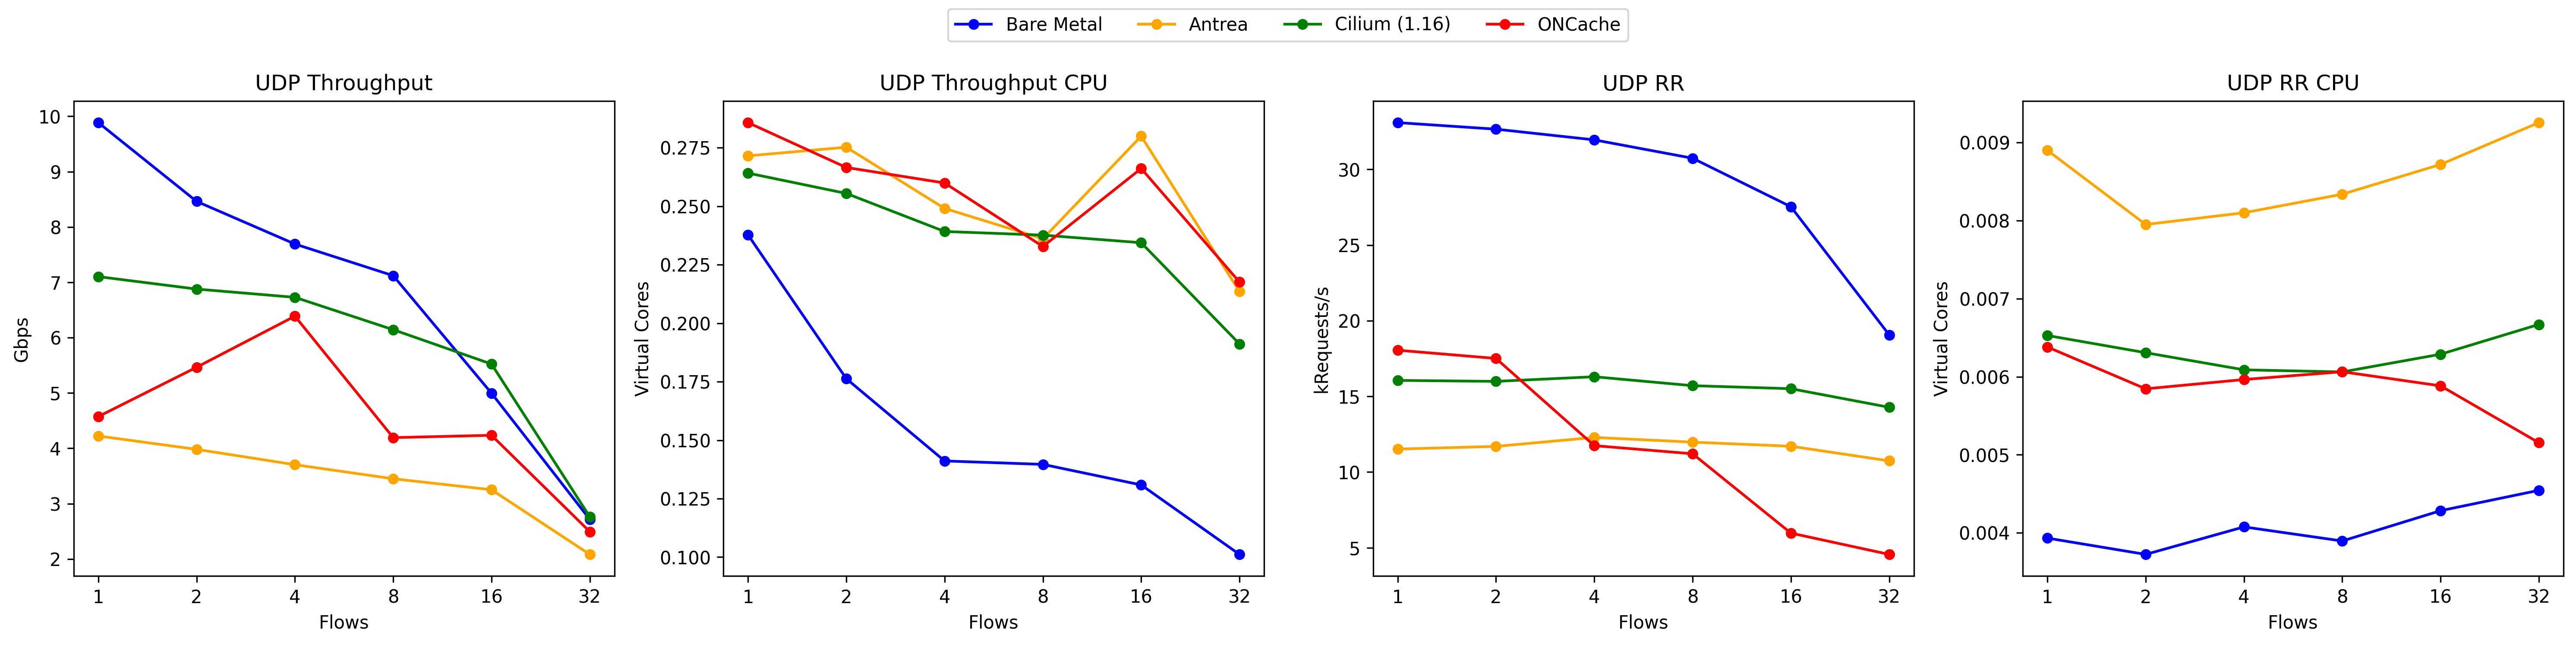 Bare Metal Antrea Cilium (1.16) ONCache
UDP Throughput
10
9
8
7
6
5
4
3
2
Gbps
1 2 4 8 16 32
Flows
UDP Throughput CPU
0.275
0.250
0.225
0.200
0.175
0.150
0.125
0.100
Virtual Cores
1 2 4 8 16 32
Flows
UDP RR
30
25
20
15
10
5
kRequests/s
1 2 4 8 16 32
Flows
UDP RR CPU
0.009
0.008
0.007
0.006
0.005
0.004
Virtual Cores
1 2 4 8 16 32
Flows